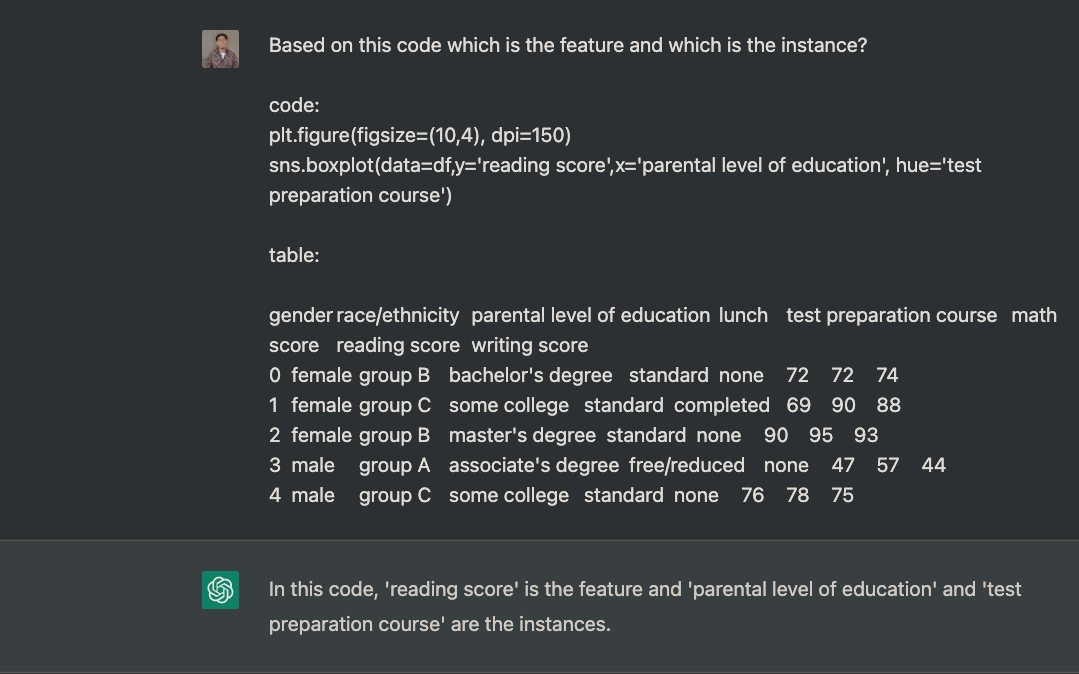 Based on this code which is the feature and which is the instance?
code:
plt.figure(figsize=(10,4), dpi=150)
sns.boxplot(data=df,y='reading score',x='parental level of education', hue='test
preparation course')
table:
gender race/ethnicity parental level of education lunch test preparation course math
score reading score writing score
0 female group B bachelor's degree standard none 72 72 74
1 female group C some college standard completed 69 90 88
2 female group B master's degree standard none 90 95 93
3 male group A associate's degree free/reduced none 47 57 44
4 male group C some college standard none 76 78 75
In this code, 'reading score' is the feature and 'parental level of education' and 'test
preparation course' are the instances.